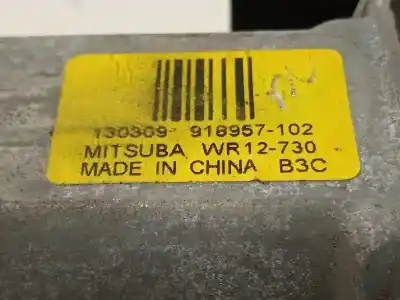 130309 918957-102
MITSUBA WR12-730
MADE IN CHINA B3C